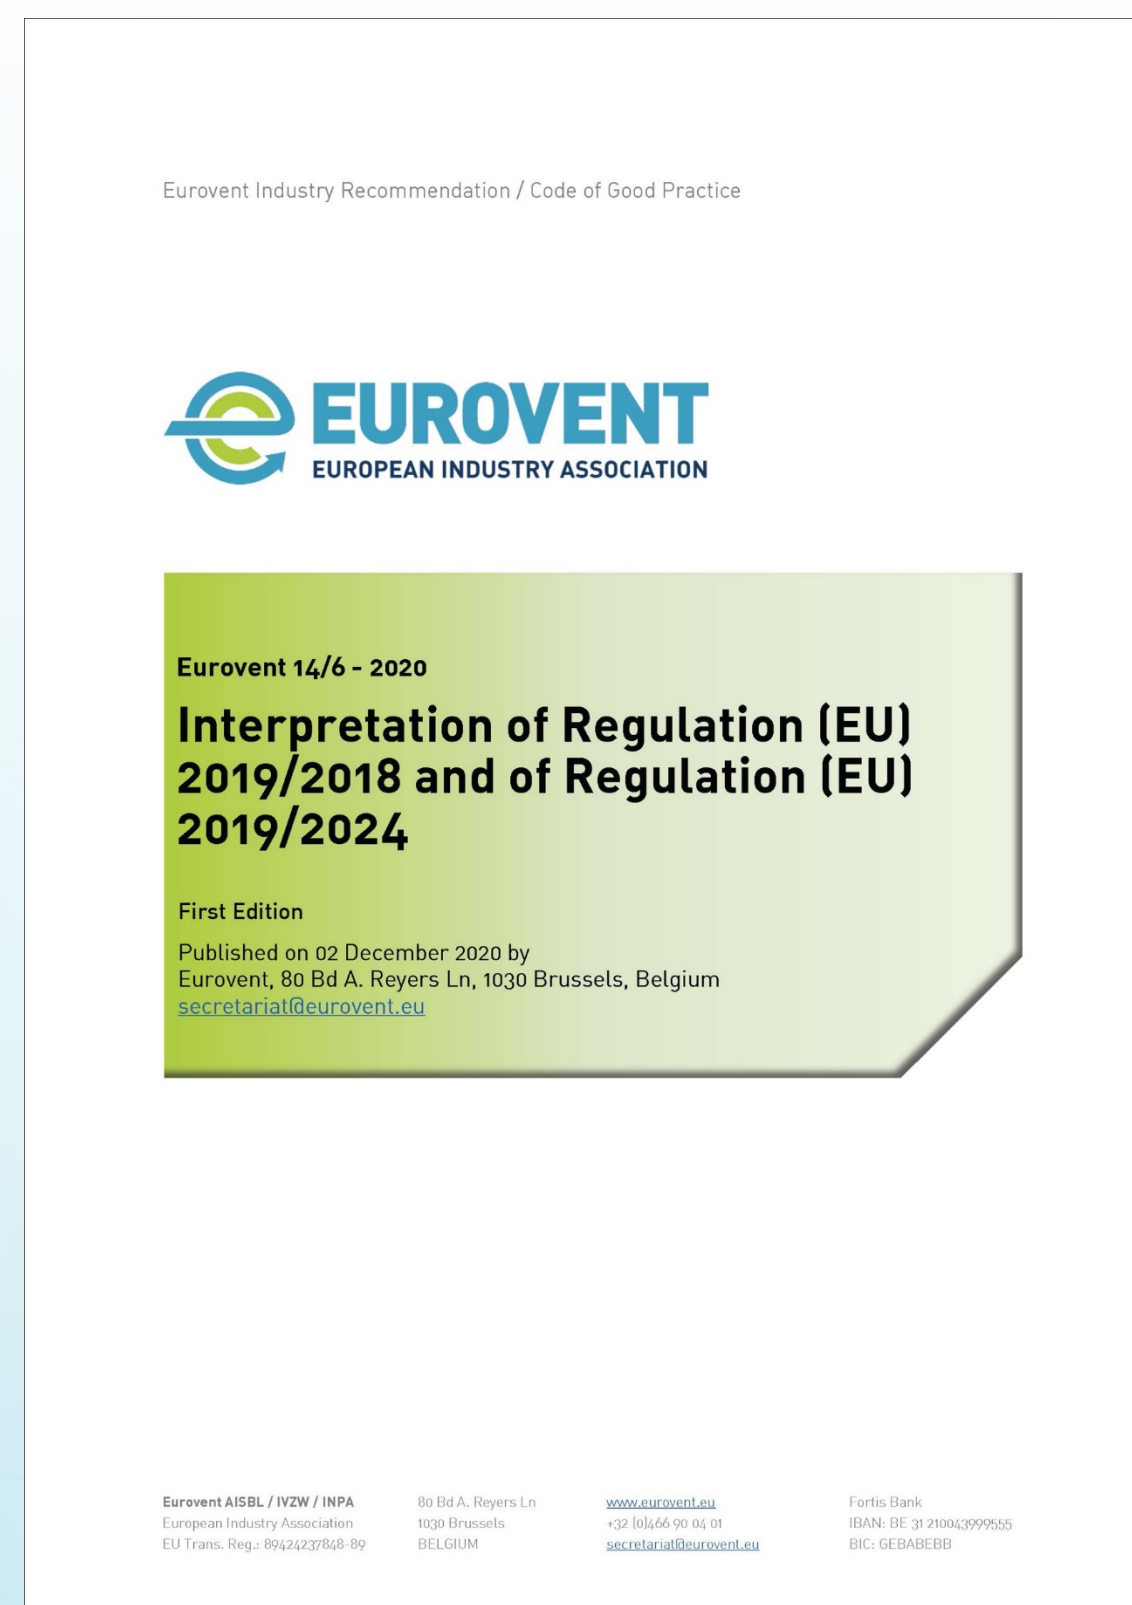 Eurovent Industry Recommendation / Code of Good Practice
EUROVENT
EUROPEAN INDUSTRY ASSOCIATION
Eurovent 14/6 - 2020
Interpretation of Regulation (EU)
2019/2018 and of Regulation (EU)
2019/2024
First Edition
Published on 02 December 2020 by
Eurovent, 80 Bd A. Reyers Ln, 1030 Brussels, Belgium
secretariat@eurovent.eu
Eurovent AISBL / IVZW / INPA
European Industry Association
EU Trans. Reg.: 89424237848-89
80 Bd A. Reyers Ln
1030 Brussels
BELGIUM
www.eurovent.eu
+32 (0)466 90 04 01
secretariat@eurovent.eu
Fortis Bank
IBAN: BE 31 210043999555
BIC: GEBABEBB